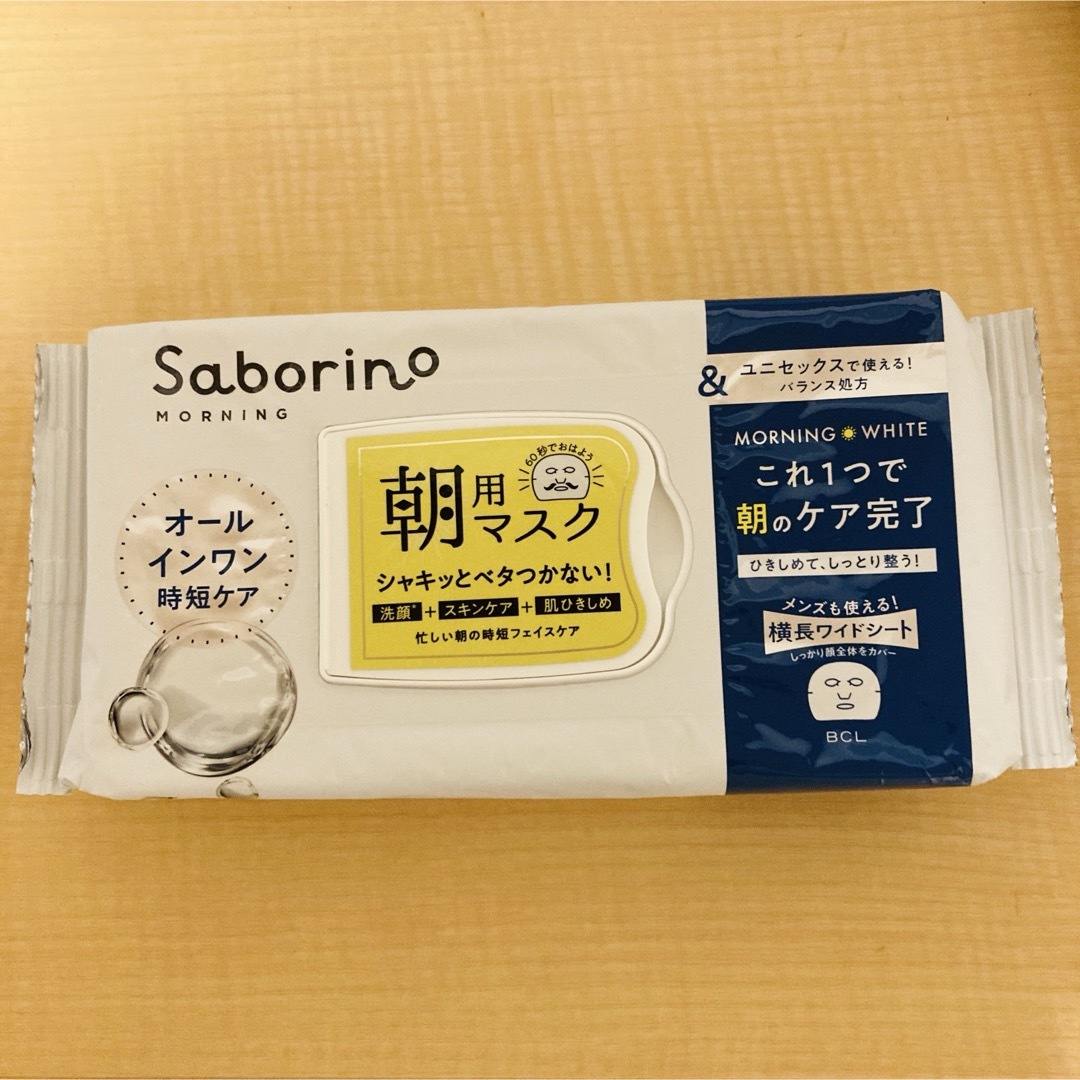 Saborino
MORNING
オール
インワン
時短ケア
60秒でおはよう
朝用
マスク
シャキッとベタつかない！
洗顔*+スキンケア+肌ひきしめ
忙しい朝の時短フェイスケア
& ユニセックスで使える！
バランス処方
MORNING WHITE
これ1つで
朝のケア完了
ひきしめて、しっとり整う！
メンズも使える！
横長ワイドシート
しっかり顔全体をカバー
BCL